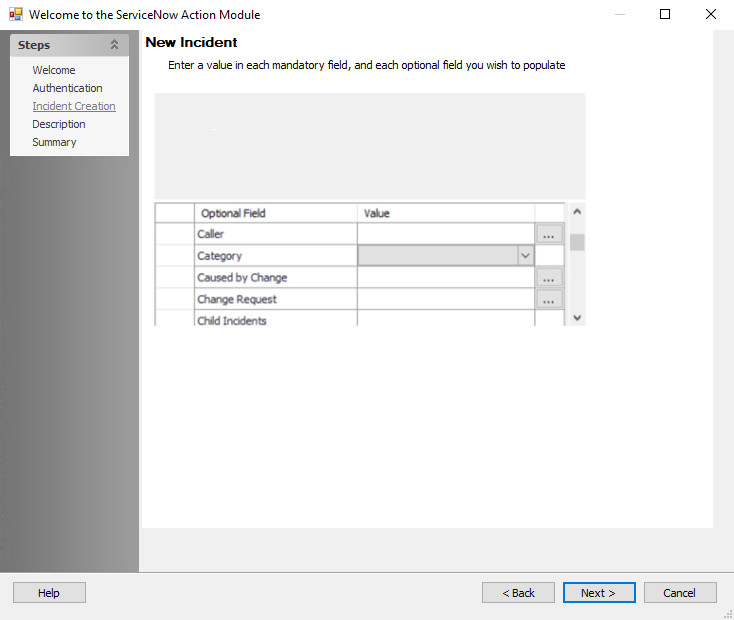 Welcome to the ServiceNow Action Module
Steps
Welcome
Authentication
Incident Creation
Description
Summary
New Incident
Enter a value in each mandatory field, and each optional field you wish to populate
Optional Field Value
Caller ...
Category
Caused by Change ...
Change Request ...
Child Incidents
Help < Back Next > Cancel